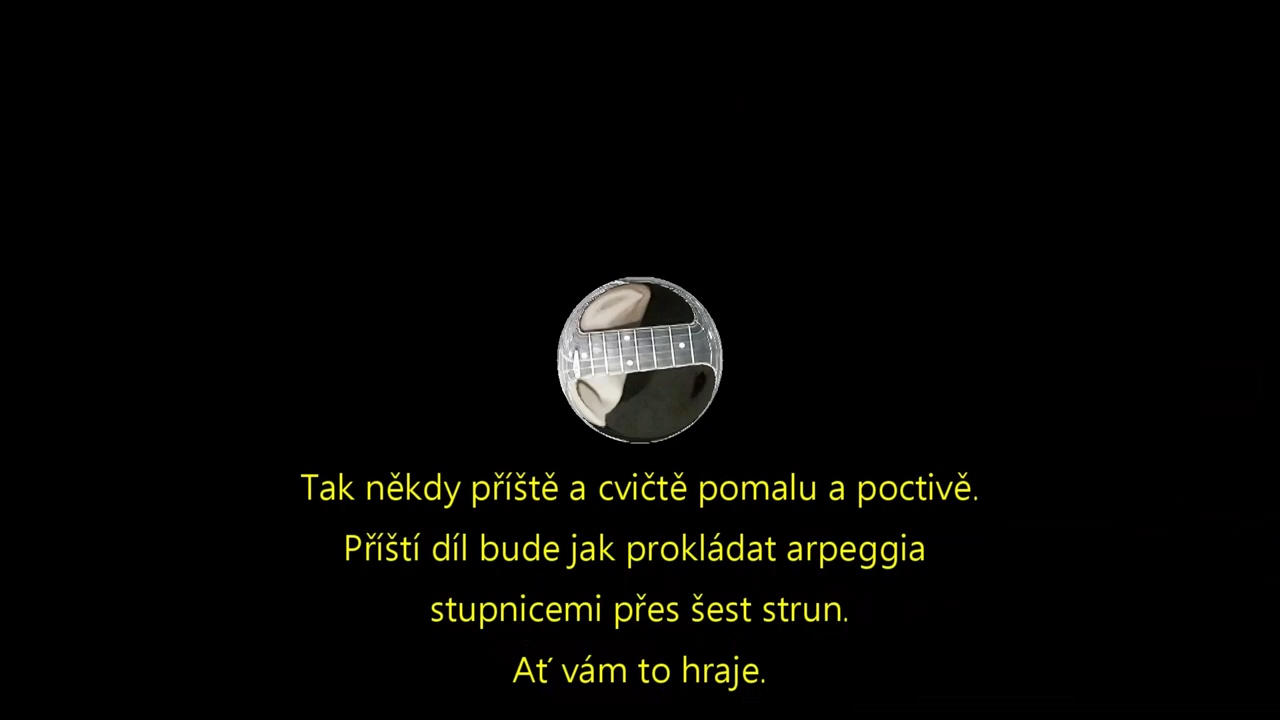 Tak někdy příště a cvičtě pomalu a poctivě.
Příští díl bude jak prokládat arpeggia
stupnicemi přes šest strun.
Ať vám to hraje.